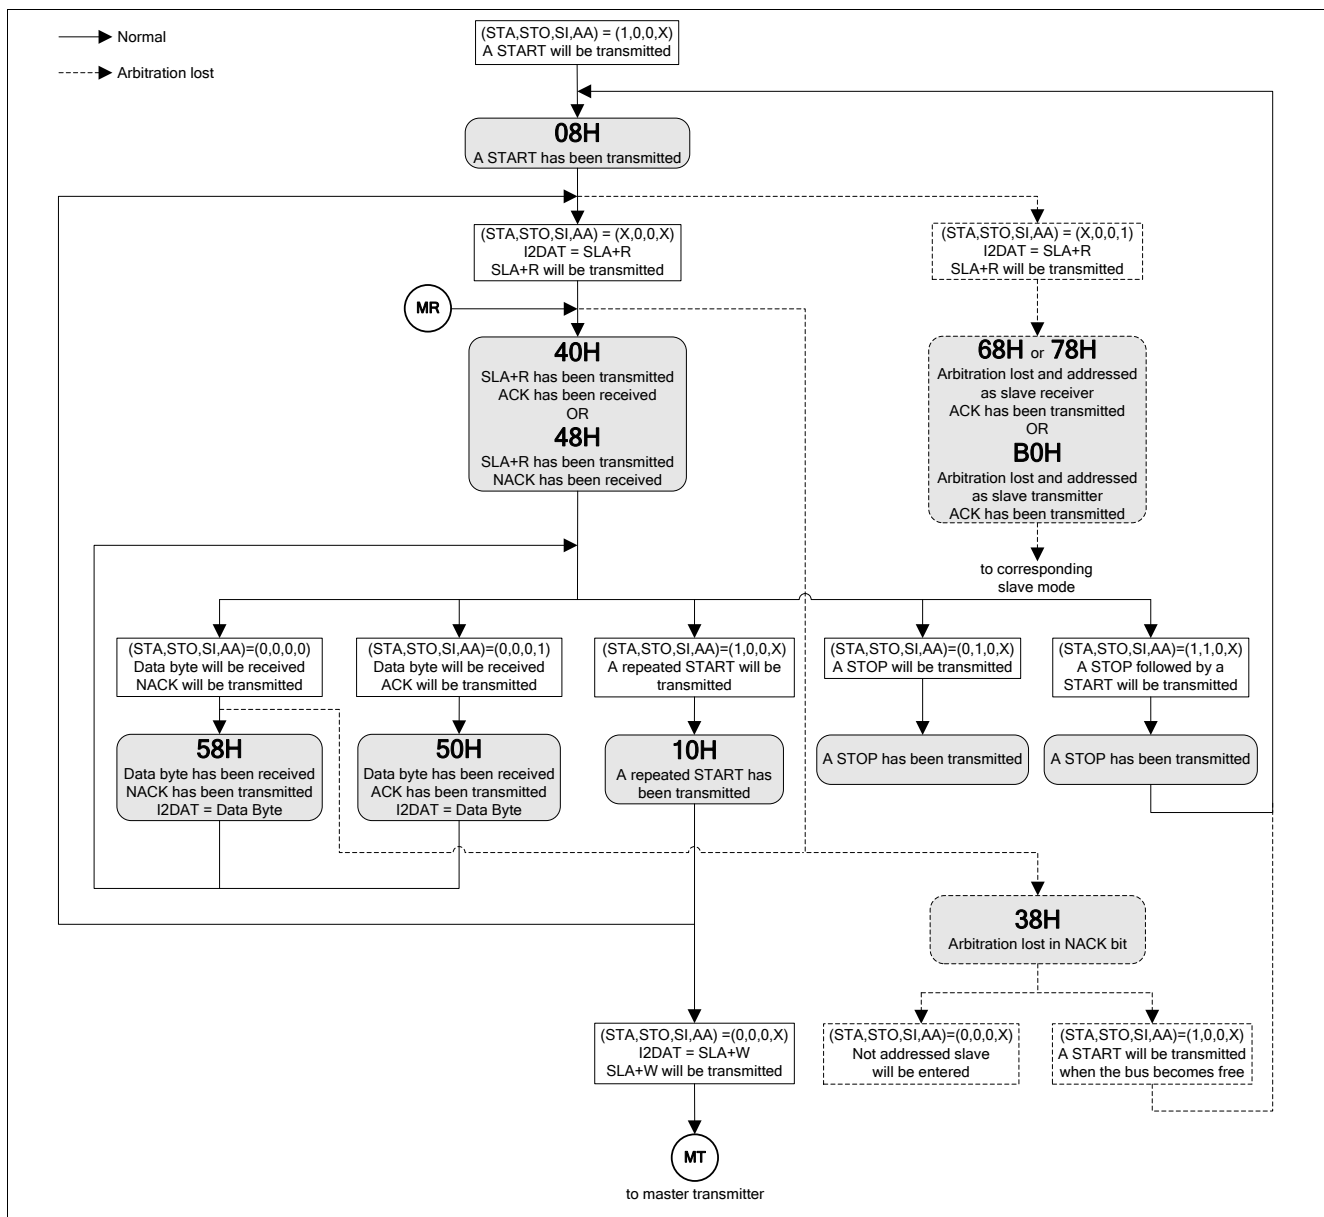 Normal
Arbitration lost
(STA,STO,SI,AA) = (1,0,0,X)
A START will be transmitted
08H
A START has been transmitted
(STA,STO,SI,AA) = (X,0,0,X)
I2DAT = SLA+R
SLA+R will be transmitted
(STA,STO,SI,AA) = (X,0,0,1)
I2DAT = SLA+R
SLA+R will be transmitted
MR
40H
SLA+R has been transmitted
ACK has been received
OR
48H
SLA+R has been transmitted
NACK has been received
68H or 78H
Arbitration lost and addressed
as slave receiver
ACK has been transmitted
OR
B0H
Arbitration lost and addressed
as slave transmitter
ACK has been transmitted
to corresponding
slave mode
(STA,STO,SI,AA)=(0,0,0,0)
Data byte will be received
NACK will be transmitted
(STA,STO,SI,AA)=(0,0,0,1)
Data byte will be received
ACK will be transmitted
(STA,STO,SI,AA)=(1,0,0,X)
A repeated START will be
transmitted
(STA,STO,SI,AA)=(0,1,0,X)
A STOP will be transmitted
(STA,STO,SI,AA)=(1,1,0,X)
A STOP followed by a
START will be transmitted
58H
Data byte has been received
NACK has been transmitted
I2DAT = Data Byte
50H
Data byte has been received
ACK has been transmitted
I2DAT = Data Byte
10H
A repeated START has
been transmitted
A STOP has been transmitted
A STOP has been transmitted
38H
Arbitration lost in NACK bit
(STA,STO,SI,AA) =(0,0,0,X)
I2DAT = SLA+W
SLA+W will be transmitted
(STA,STO,SI,AA)=(0,0,0,X)
Not addressed slave
will be entered
(STA,STO,SI,AA)=(1,0,0,X)
A START will be transmitted
when the bus becomes free
MT
to master transmitter